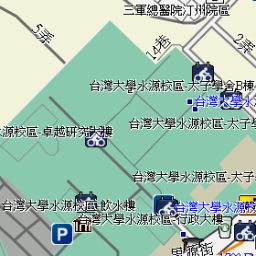 三軍總醫院汀州院區
5弄
14巷
2弄
台灣大學水源校區-太子學舍B棟
台灣大學水
台灣大學水源校區-太子學
水源校區-卓越研究大樓
台灣大學水源校區-太子
台灣大學水源校區-飲水樓
台灣大學水源校
台灣大學水源校區-行政大樓
P
思源街